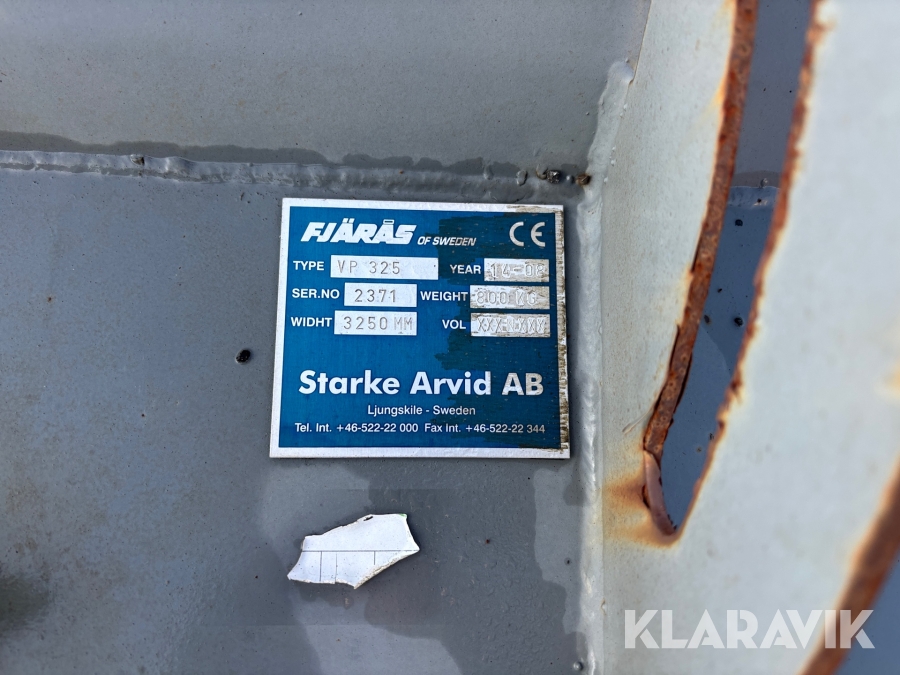 FJÄRÅS OF SWEDEN CE
TYPE VP 325 YEAR 14-08
SER.NO 2371 WEIGHT 800 KG
WIDHT 3250 MM VOL
Starke Arvid AB
Ljungskile - Sweden
Tel. Int. +46-522-22 000 Fax Int. +46-522-22 344
KLARAVIK